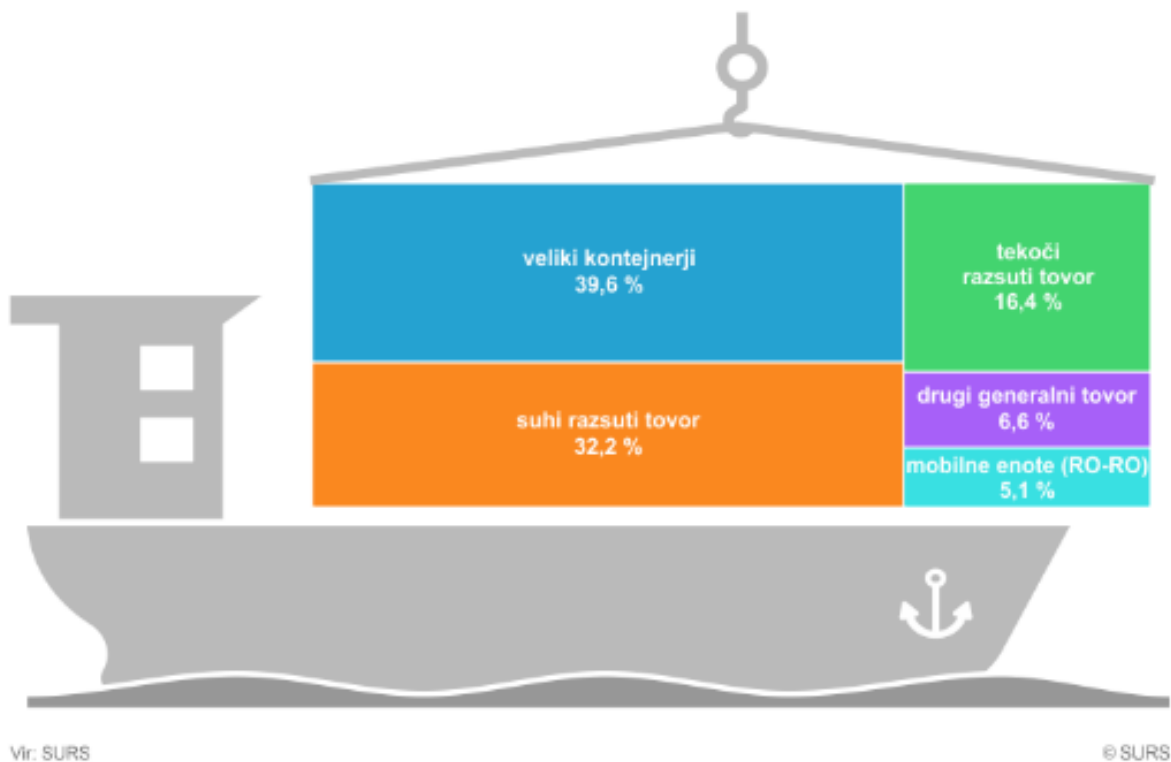 veliki kontejnerji
39,6 %
tekoči
razsuti tovor
16,4 %
suhi razsuti tovor
32,2 %
drugi generalni tovor
6,6 %
mobilne enote (RO-RO)
5,1 %
Vir: SURS
© SURS